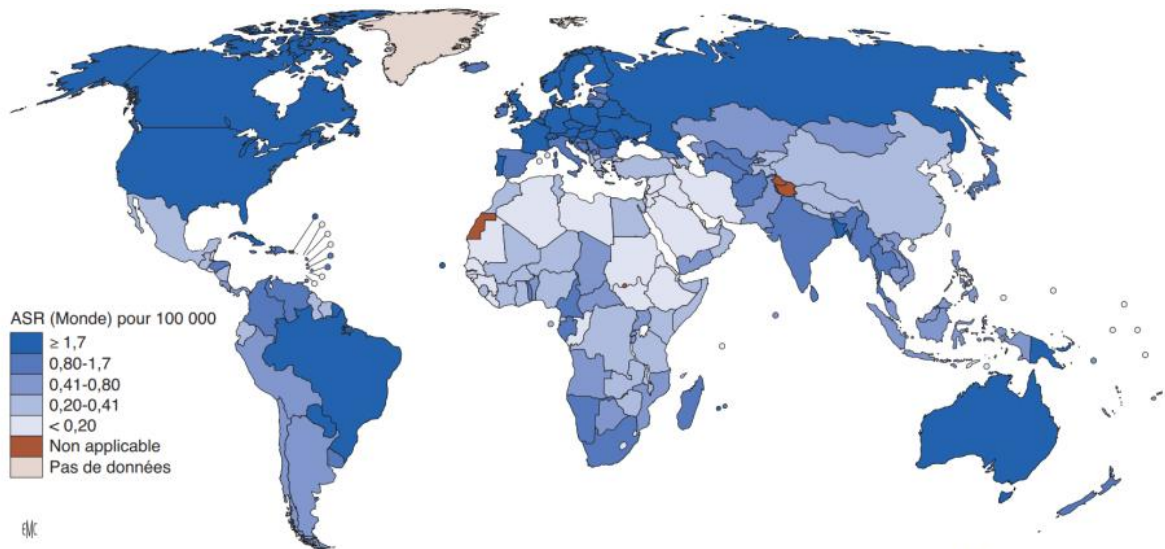 ASR (Monde) pour 100 000
≥ 1,7
0,80-1,7
0,41-0,80
0,20-0,41
< 0,20
Non applicable
Pas de données
EMC